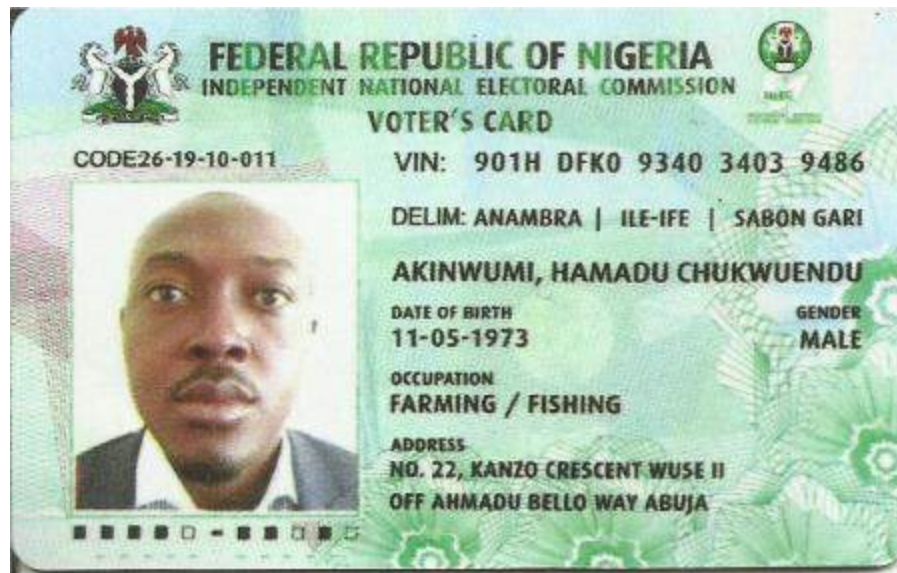 FEDERAL REPUBLIC OF NIGERIA
INDEPENDENT NATIONAL ELECTORAL COMMISSION
VOTER'S CARD
CODE26-19-10-011
VIN: 901H DFK0 9340 3403 9486
DELIM: ANAMBRA | ILE-IFE | SABON GARI
AKINWUMI, HAMADU CHUKWUENDU
DATE OF BIRTH
11-05-1973
GENDER
MALE
OCCUPATION
FARMING / FISHING
ADDRESS
NO. 22, KANZO CRESCENT WUSE II
OFF AHMADU BELLO WAY ABUJA